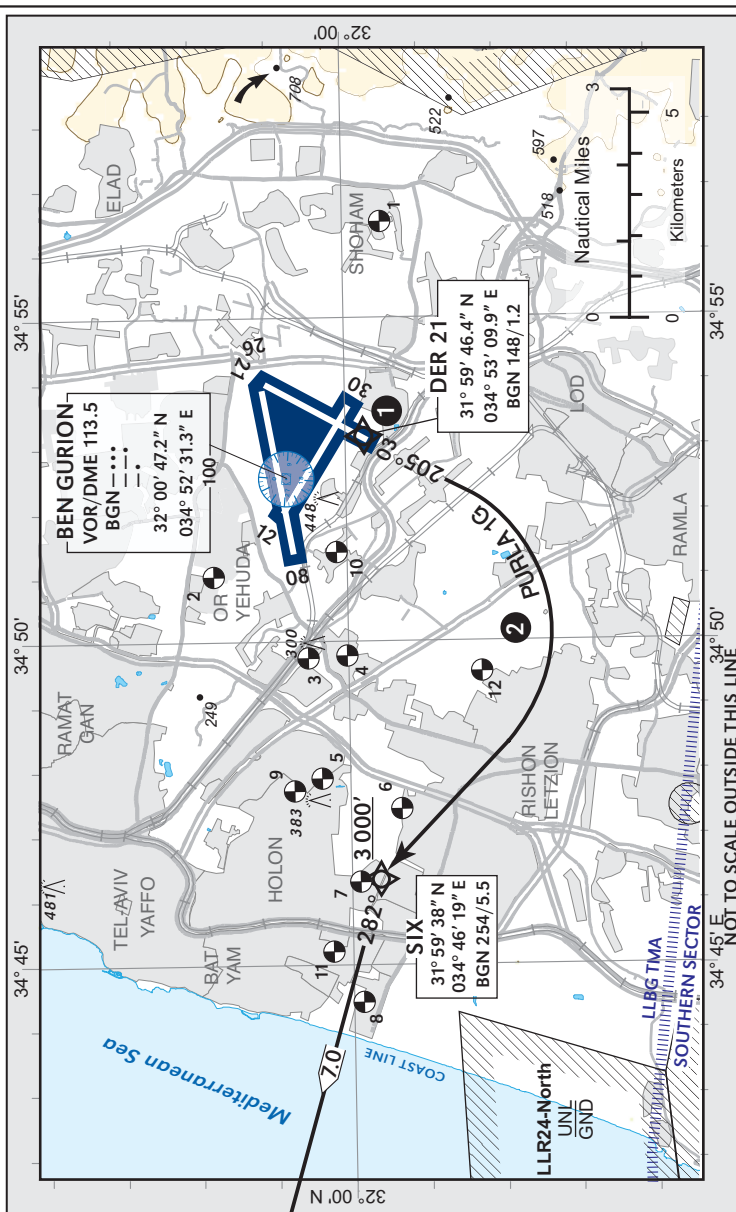 32° 00'
34° 55'
34° 50'
34° 45'
ELAD
708
522
597
518
SHOHAM
1
Nautical Miles
0
3
Kilometers
0
5
BEN GURION
VOR/DME 113.5
BGN
32° 00' 47.2" N
034° 52' 31.3" E
100
26
21
30
03
12
08
1
DER 21
31° 59' 46.4" N
034° 53' 09.9" E
BGN 148/1.2
205°
PURLA 1G
2
448
LOD
RAMLA
2
OR
YEHUDA
10
300
3
4
12
249
RAMAT
GAN
9
383
5
6
HOLON
3 000'
7
282°
SIX
31° 59' 38" N
034° 46' 19" E
BGN 254/5.5
RISHON
LETZION
481
TEL-AVIV
YAFFO
BAT
YAM
11
8
7.0
Mediterranean Sea
COAST LINE
LLR24-North
UNL
GND
LLBG TMA
SOUTHERN SECTOR
34° 55'
34° 50'
34° 45' E
32° 00' N
NOT TO SCALE OUTSIDE THIS LINE